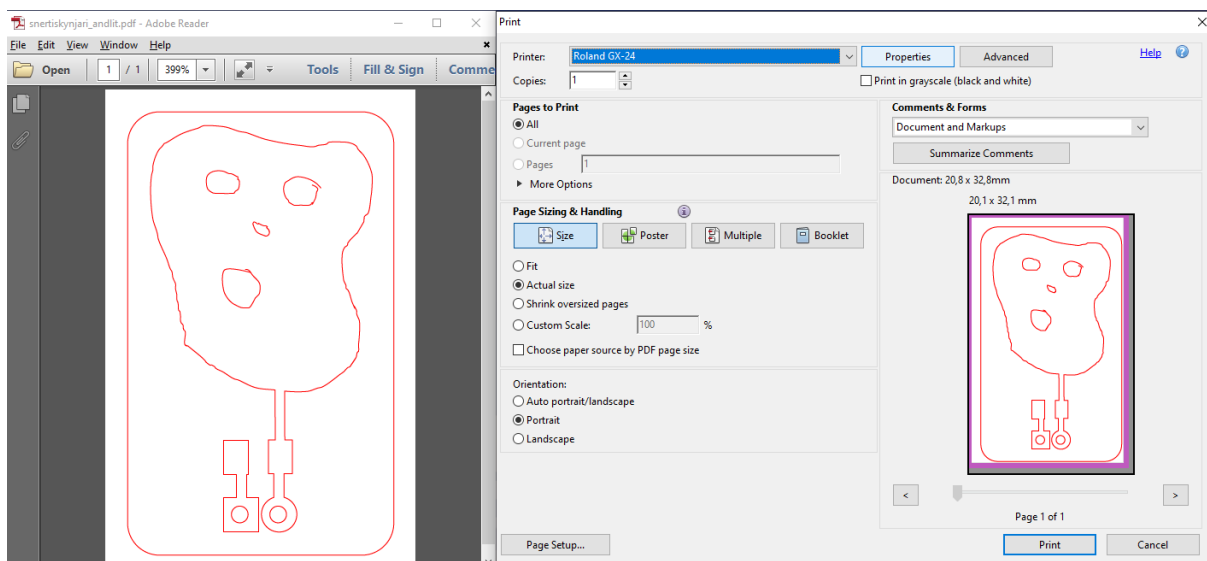 snertiskynjari_andlit.pdf - Adobe Reader
File Edit View Window Help
Open 1 / 1 399% Tools Fill & Sign Comme
Print
Printer: Roland GX-24 Properties Advanced Help
Copies: 1 Print in grayscale (black and white)
Pages to Print
All
Current page
Pages 1
More Options
Page Sizing & Handling
Size Poster Multiple Booklet
Fit
Actual size
Shrink oversized pages
Custom Scale: 100 %
Choose paper source by PDF page size
Orientation:
Auto portrait/landscape
Portrait
Landscape
Comments & Forms
Document and Markups
Summarize Comments
Document: 20,8 x 32,8mm
20,1 x 32,1 mm
< >
Page 1 of 1
Page Setup... Print Cancel